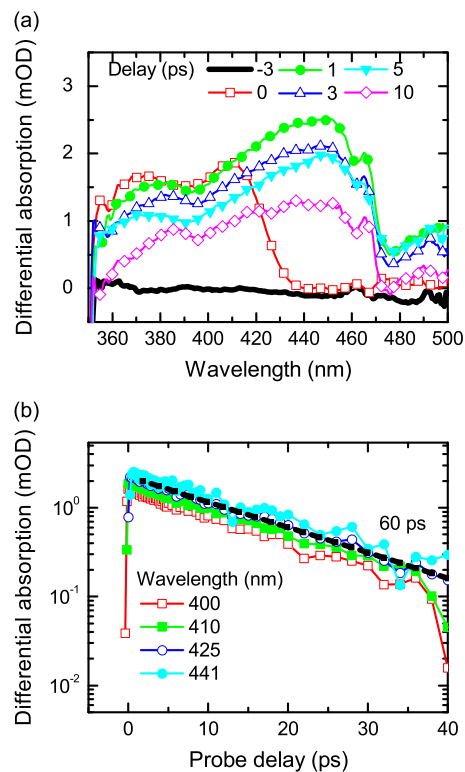 (a)
Delay (ps) -3 1 5
0 3 10
Differential absorption (mOD)
3
2
1
0
360 380 400 420 440 460 480 500
Wavelength (nm)
(b)
Differential absorption (mOD)
10^0
10^-1
10^-2
60 ps
Wavelength (nm)
400
410
425
441
0 10 20 30 40
Probe delay (ps)